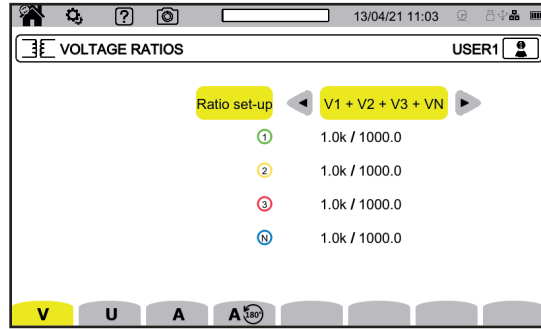 ? 13/04/21 11:03
VOLTAGE RATIOS USER1
Ratio set-up V1 + V2 + V3 + VN
1 1.0k / 1000.0
2 1.0k / 1000.0
3 1.0k / 1000.0
N 1.0k / 1000.0
V U A A 180°